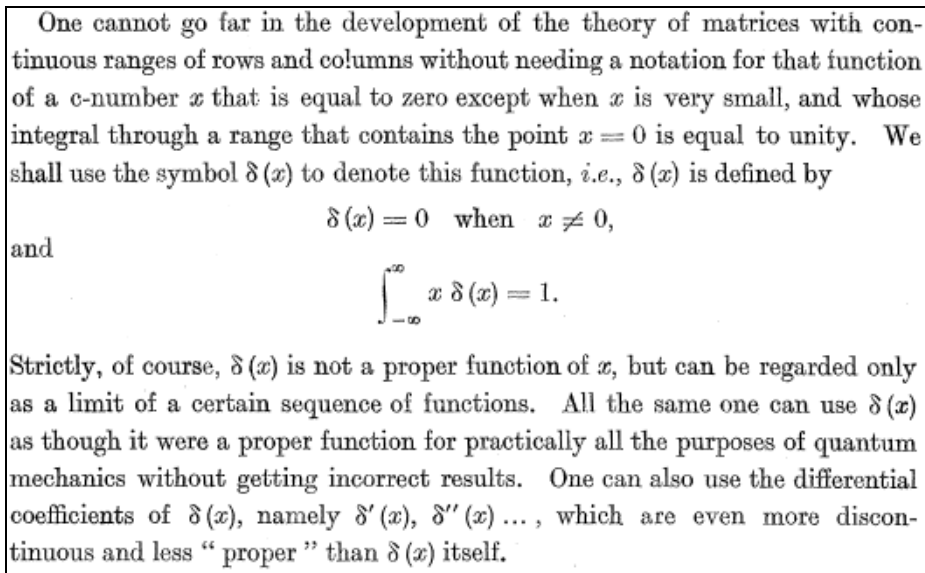 One cannot go far in the development of the theory of matrices with con-
tinuous ranges of rows and columns without needing a notation for that function
of a c-number x that is equal to zero except when x is very small, and whose
integral through a range that contains the point x = 0 is equal to unity. We
shall use the symbol δ (x) to denote this function, i.e., δ (x) is defined by
δ (x) = 0 when x ≠ 0,
and
∫_{-∞}^{∞} x δ (x) = 1.
Strictly, of course, δ (x) is not a proper function of x, but can be regarded only
as a limit of a certain sequence of functions. All the same one can use δ (x)
as though it were a proper function for practically all the purposes of quantum
mechanics without getting incorrect results. One can also use the differential
coefficients of δ (x), namely δ′ (x), δ″ (x) ... , which are even more discon-
tinuous and less “ proper ” than δ (x) itself.